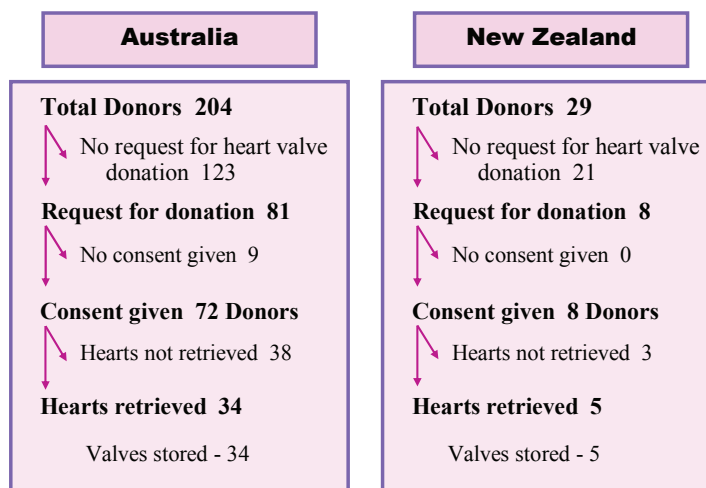 Australia
Total Donors 204
No request for heart valve
donation 123
Request for donation 81
No consent given 9
Consent given 72 Donors
Hearts not retrieved 38
Hearts retrieved 34
Valves stored - 34
New Zealand
Total Donors 29
No request for heart valve
donation 21
Request for donation 8
No consent given 0
Consent given 8 Donors
Hearts not retrieved 3
Hearts retrieved 5
Valves stored - 5